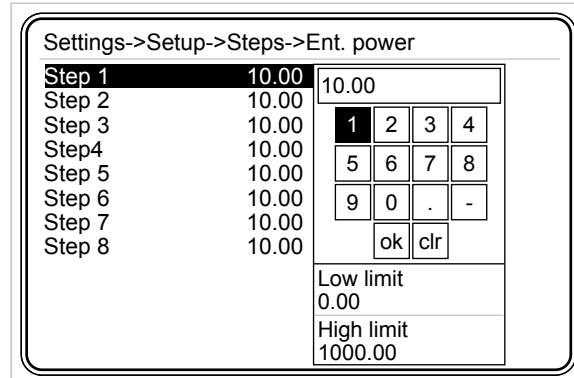 Settings->Setup->Steps->Ent. power
Step 1 10.00
Step 2 10.00
Step 3 10.00
Step4 10.00
Step 5 10.00
Step 6 10.00
Step 7 10.00
Step 8 10.00
10.00
1 2 3 4
5 6 7 8
9 0 . -
ok clr
Low limit
0.00
High limit
1000.00